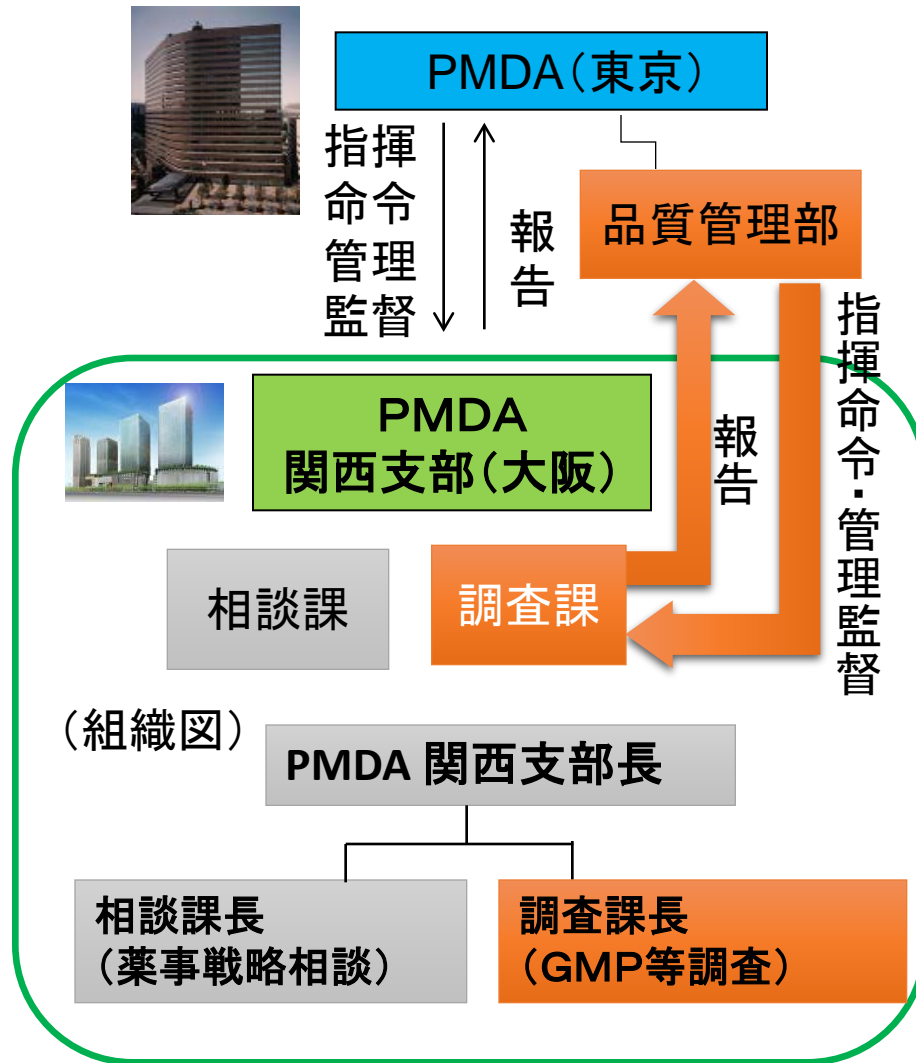 PMDA（東京）
指揮
命令
管理
監督
報告
品質管理部
指揮命令・管理監督
報告
PMDA
関西支部（大阪）
相談課
調査課
（組織図）
PMDA 関西支部長
相談課長
（薬事戦略相談）
調査課長
（GMP等調査）